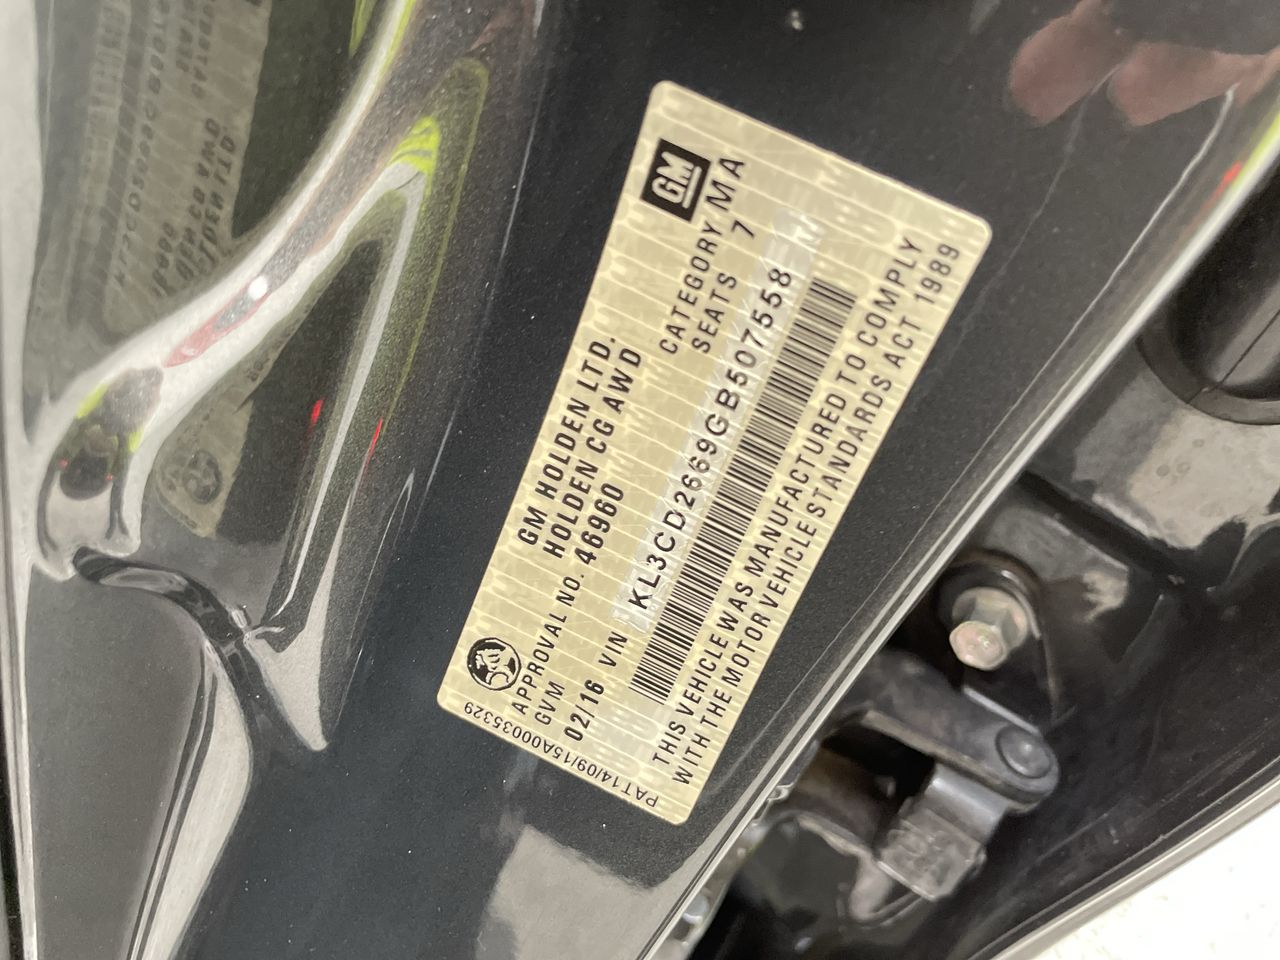 GM
GM HOLDEN LTD.
HOLDEN CG AWD
APPROVAL NO. 46960
CATEGORY MA
GVM
SEATS 7
02/16 VIN KL3CD2669GB507558
THIS VEHICLE WAS MANUFACTURED TO COMPLY
WITH THE MOTOR VEHICLE STANDARDS ACT 1989
PAT14/09/15A00035329